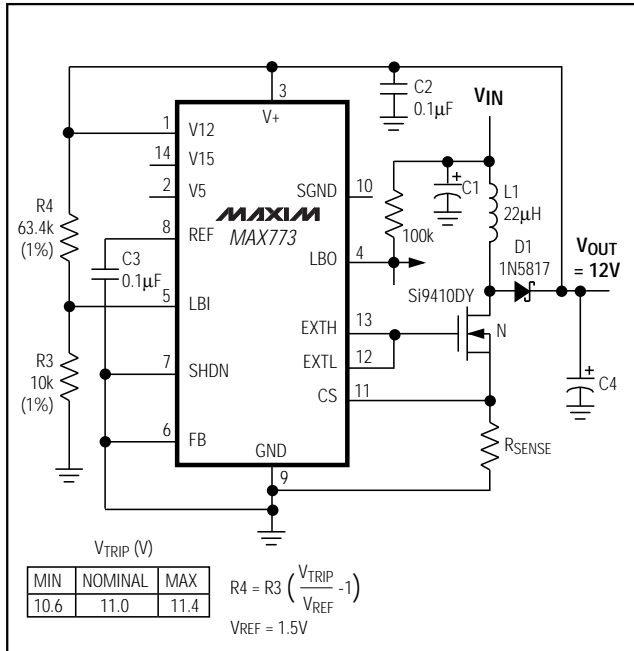 3
V+
C2
0.1µF
VIN
1
V12
14
V15
2
V5
SGND
10
C1
+
L1
22µH
R4
63.4k
(1%)
MAXIM
MAX773
100k
8
REF
LBO
4
D1
1N5817
VOUT
= 12V
C3
0.1µF
5
LBI
Si9410DY
EXTH
13
N
EXTL
12
R3
10k
(1%)
7
SHDN
CS
11
+
C4
6
FB
RSENSE
GND
9
VTRIP (V)
MIN NOMINAL MAX
10.6 11.0 11.4
R4 = R3 ( VTRIP / VREF -1)
VREF = 1.5V